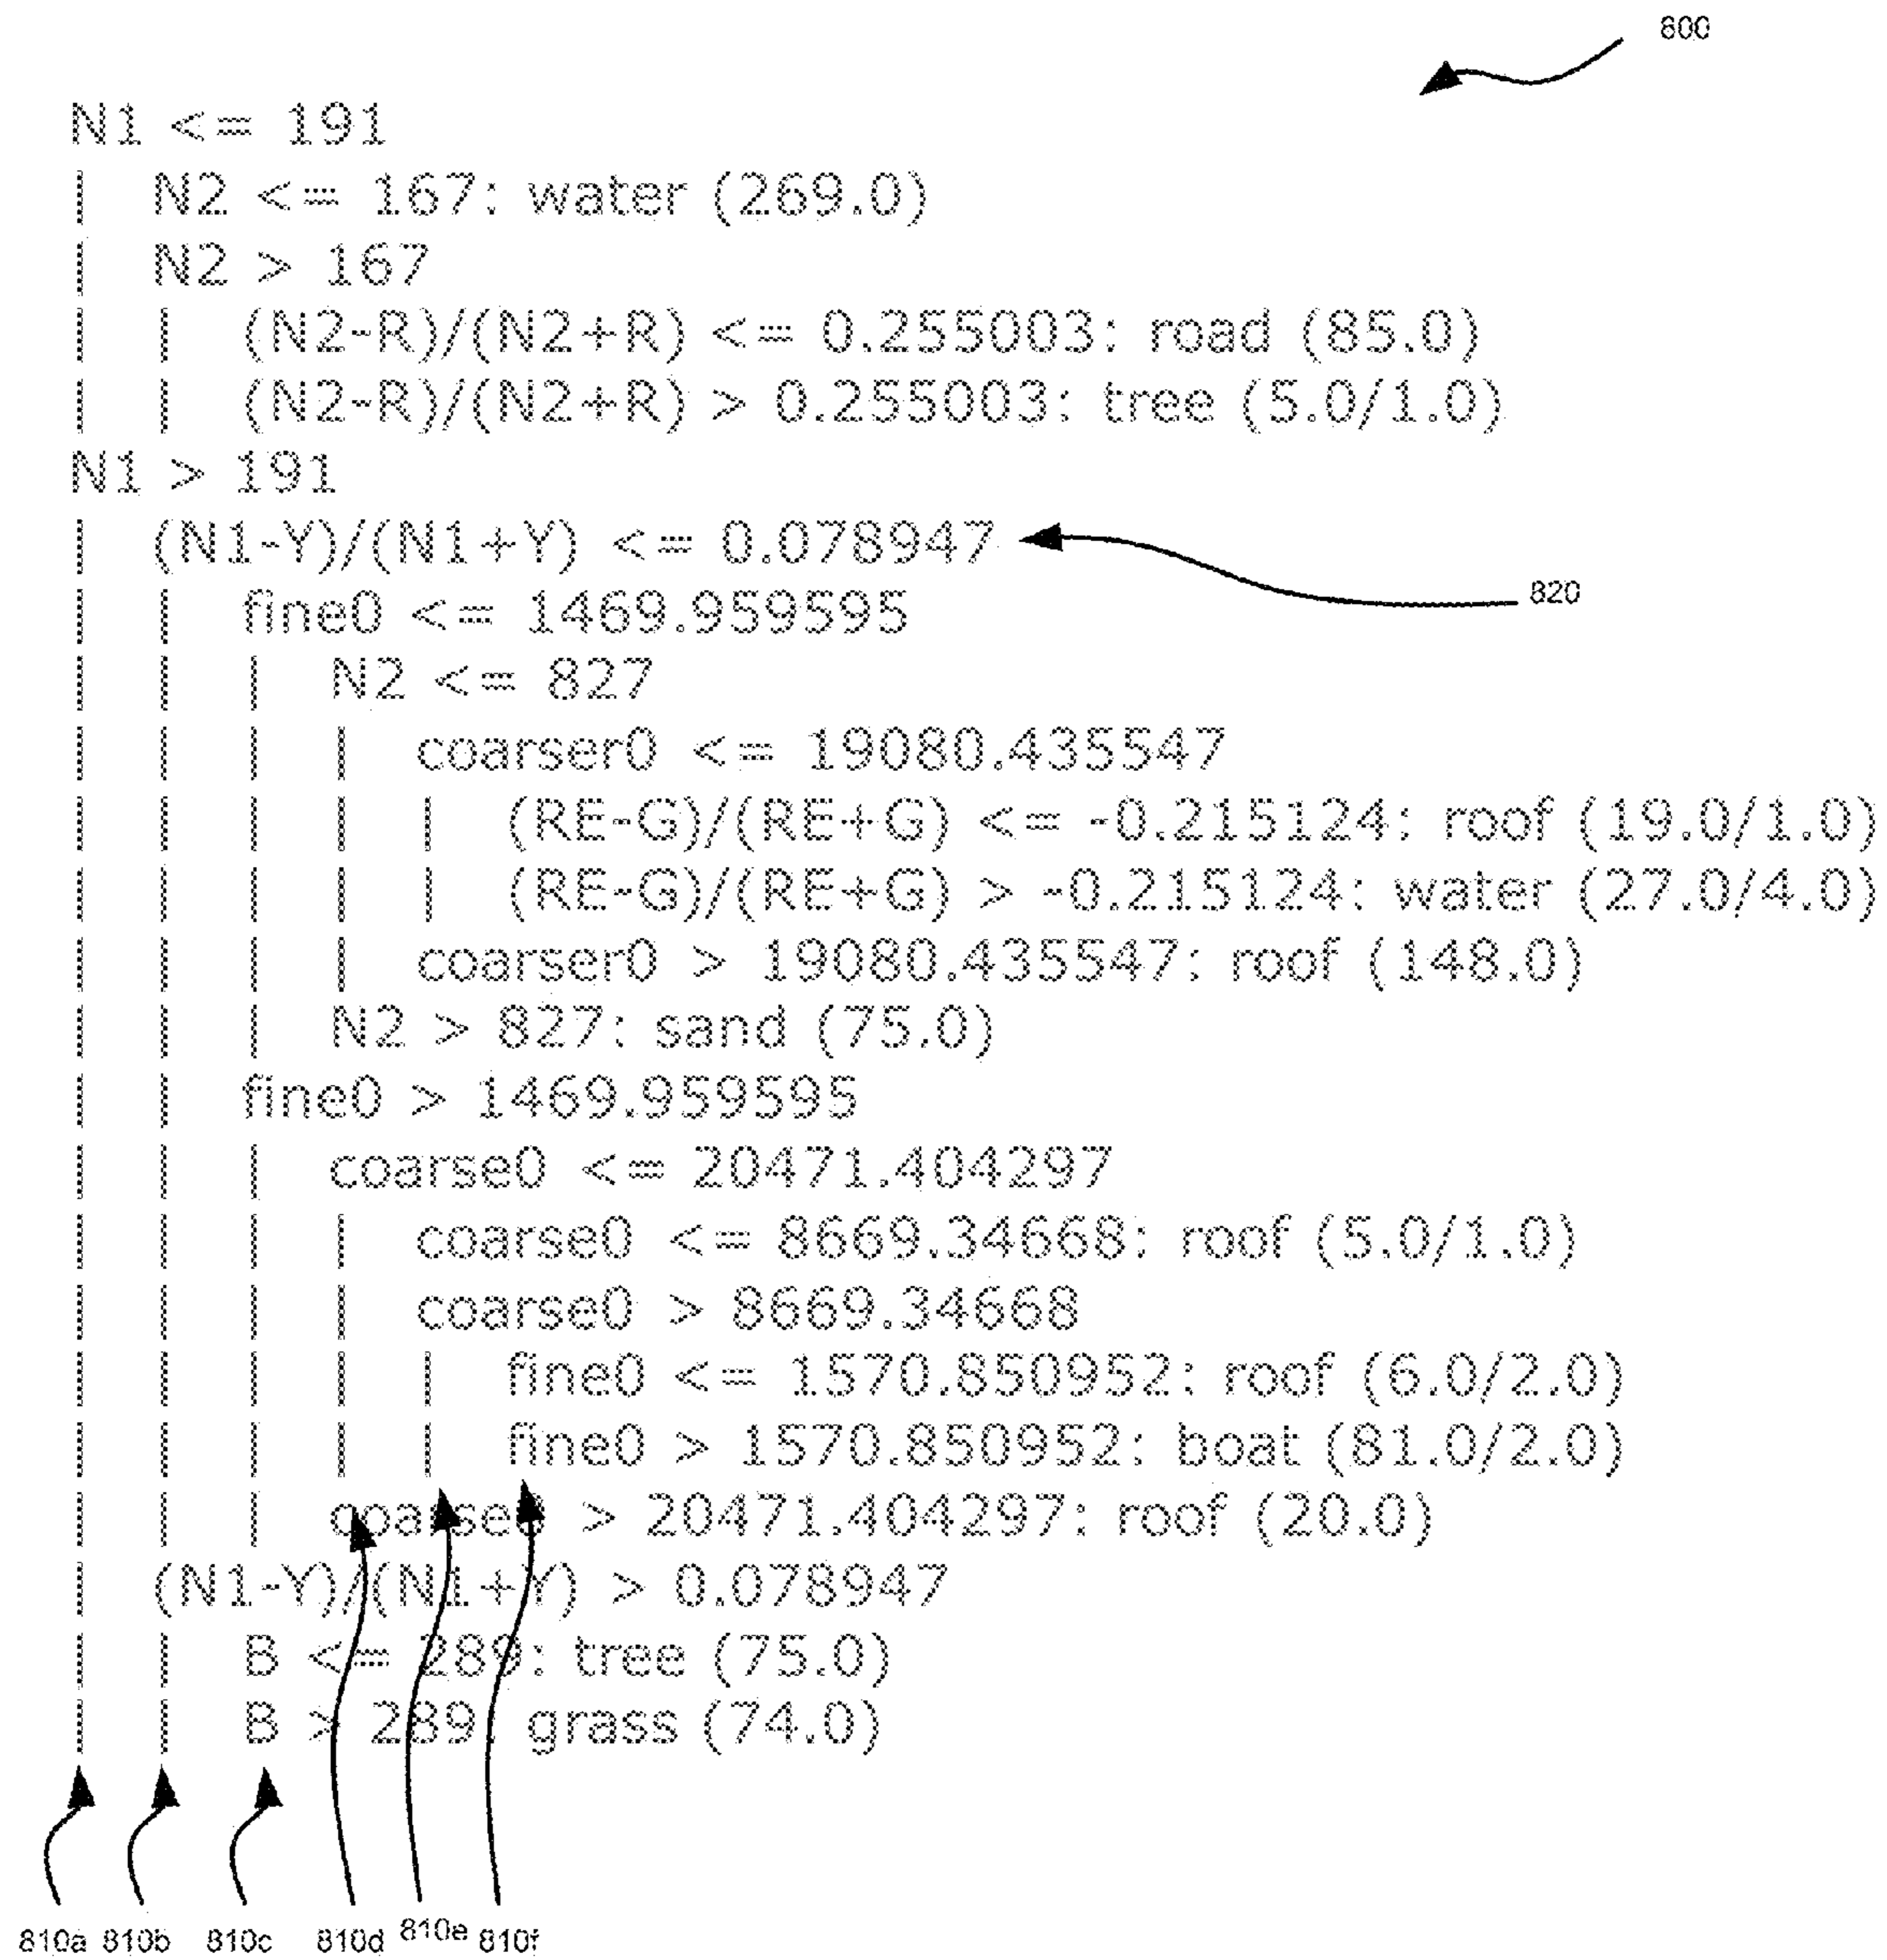 800
N1 <= 191
| N2 <= 167: water (269.0)
| N2 > 167
| | (N2-R)/(N2+R) <= 0.255003: road (85.0)
| | (N2-R)/(N2+R) > 0.255003: tree (5.0/1.0)
N1 > 191
| (N1-Y)/(N1+Y) <= 0.078947
820
| | fine0 <= 1469.959595
| | | N2 <= 827
| | | | coarser0 <= 19080.435547
| | | | | (RE-G)/(RE+G) <= -0.215124: roof (19.0/1.0)
| | | | | (RE-G)/(RE+G) > -0.215124: water (27.0/4.0)
| | | | coarser0 > 19080.435547: roof (148.0)
| | | N2 > 827: sand (75.0)
| | fine0 > 1469.959595
| | | coarse0 <= 20471.404297
| | | | coarse0 <= 8669.34668: roof (5.0/1.0)
| | | | coarse0 > 8669.34668
| | | | | fine0 <= 1570.850952: roof (6.0/2.0)
| | | | | fine0 > 1570.850952: boat (81.0/2.0)
| | | coarse0 > 20471.404297: roof (20.0)
| (N1-Y)/(N1+Y) > 0.078947
| | B <= 289: tree (75.0)
| | B > 289: grass (74.0)
810a 810b 810c 810d 810e 810f